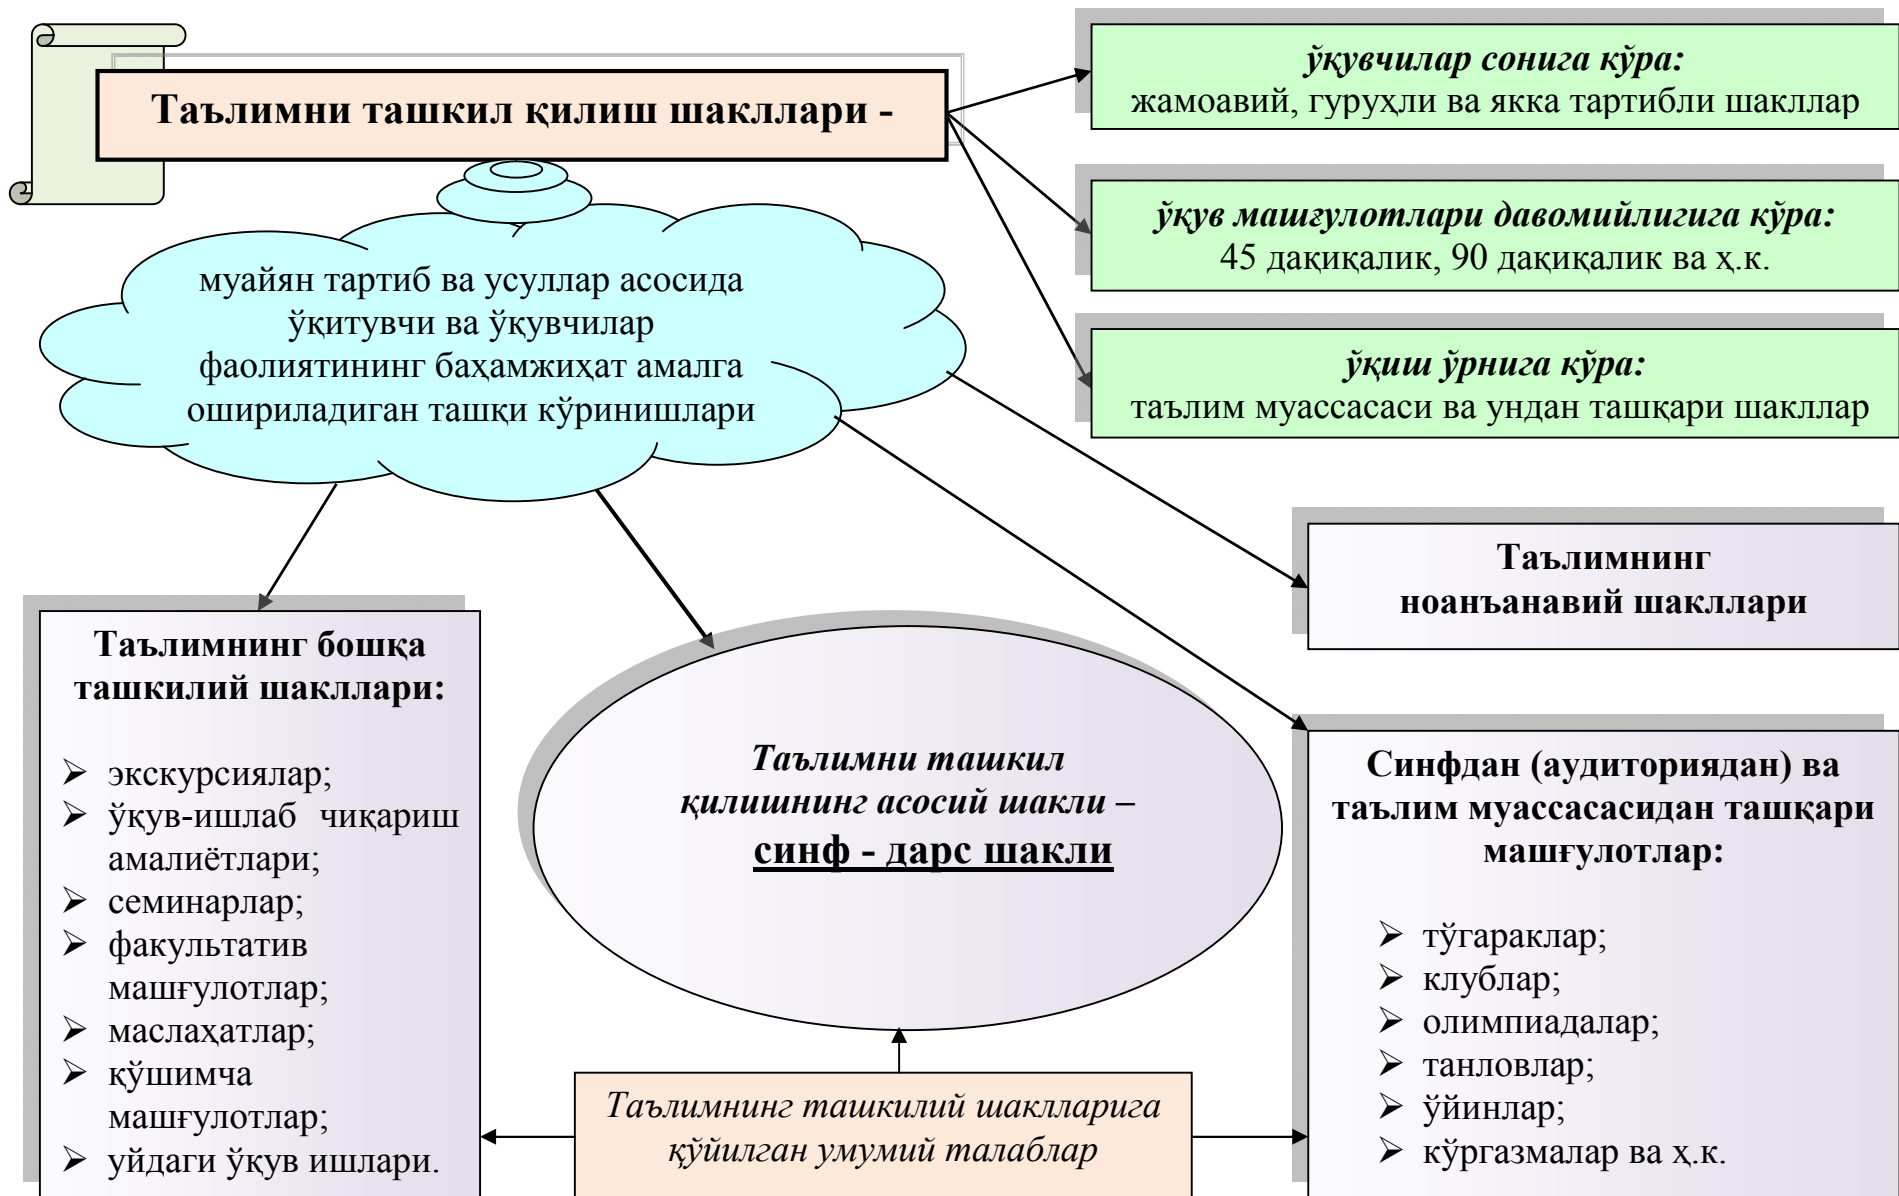 Таълимни ташкил қилиш шакллари -
ўқувчилар сонига кўра:
жамоавий, гуруҳли ва якка тартибли шакллар
ўқув машғулотлари давомийлигига кўра:
45 дақиқалик, 90 дақиқалик ва ҳ.к.
ўқиш ўрнига кўра:
таълим муассасаси ва ундан ташқари шакллар
муайян тартиб ва усуллар асосида
ўқитувчи ва ўқувчилар
фаолиятининг баҳамжиҳат амалга
ошириладиган ташқи кўринишлари
Таълимнинг
ноанъанавий шакллари
Таълимнинг бошқа
ташкилий шакллари:
➢ экскурсиялар;
➢ ўқув-ишлаб чиқариш
амалиётлари;
➢ семинарлар;
➢ факультатив
машғулотлар;
➢ маслаҳатлар;
➢ қўшимча
машғулотлар;
➢ уйдаги ўқув ишлари.
Таълимни ташкил
қилишнинг асосий шакли –
синф - дарс шакли
Синфдан (аудиториядан) ва
таълим муассасасидан ташқари
машғулотлар:
➢ тўгараклар;
➢ клублар;
➢ олимпиадалар;
➢ танловлар;
➢ ўйинлар;
➢ кўргазмалар ва ҳ.к.
Таълимнинг ташкилий шаклларига
қўйилган умумий талаблар